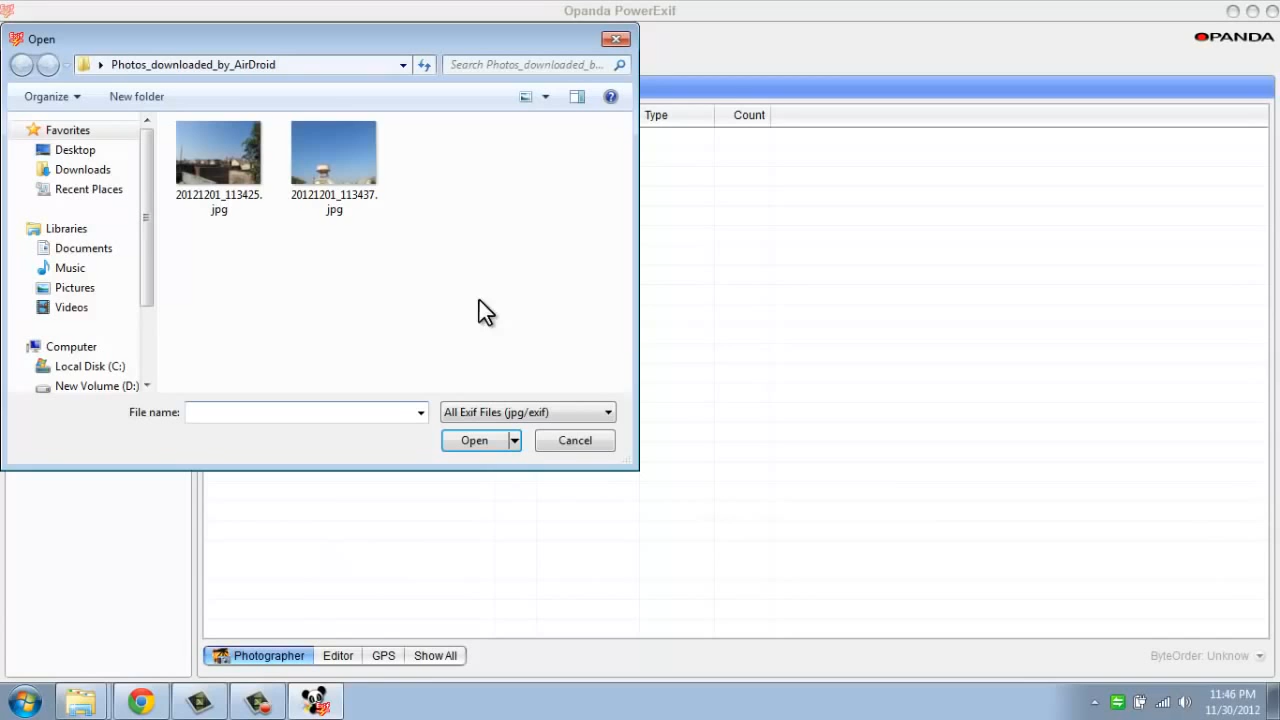 Opanda PowerExif
Open
OPANDA
Photos_downloaded_by_AirDroid
Search Photos_downloaded_b...
Organize
New folder
Type
Count
Favorites
Desktop
Downloads
Recent Places
Libraries
Documents
Music
Pictures
Videos
Computer
Local Disk (C:)
New Volume (D:)
20121201_113425.
jpg
20121201_113437.
jpg
File name:
All Exif Files (jpg/exif)
Open
Cancel
Photographer
Editor
GPS
Show All
ByteOrder: Unknow
11:46 PM
11/30/2012